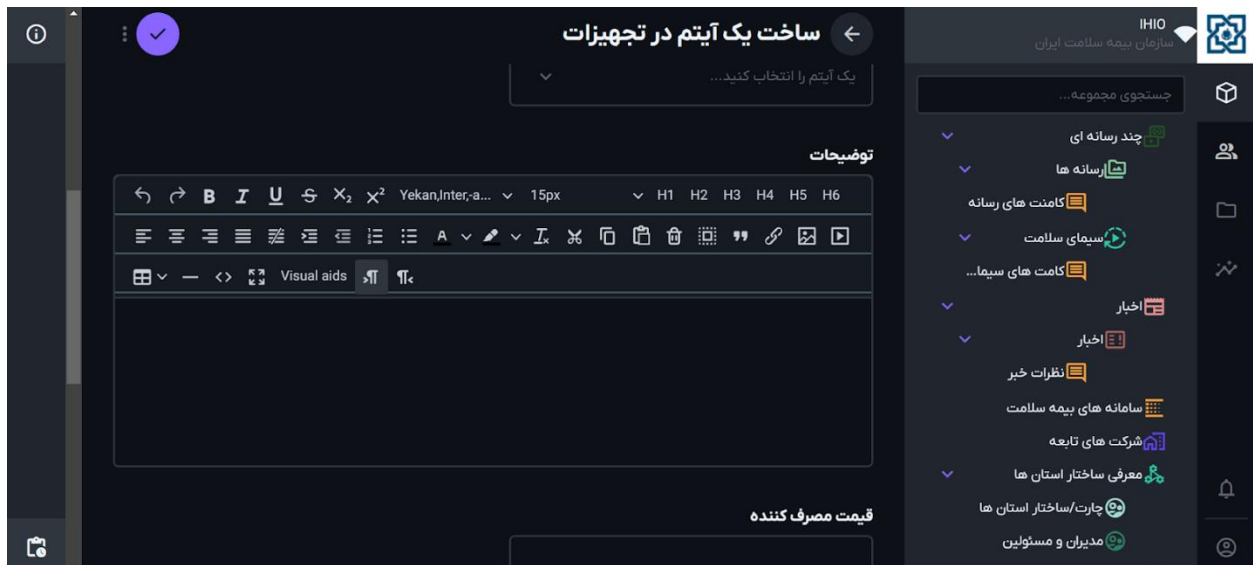 IHIO
سازمان بیمه سلامت ایران
جستجوی مجموعه...
چند رسانه ای
رسانه ها
کامنت های رسانه
سیمای سلامت
کامت های سیما...
اخبار
اخبار
نظرات خبر
سامانه های بیمه سلامت
شرکت های تابعه
معرفی ساختار استان ها
چارت/ساختار استان ها
مدیران و مسئولین
ساخت یک آیتم در تجهیزات
یک آیتم را انتخاب کنید...
توضیحات
B I U S X₂ X² Yekan,Inter,-a... 15px H1 H2 H3 H4 H5 H6
Visual aids
قیمت مصرف کننده